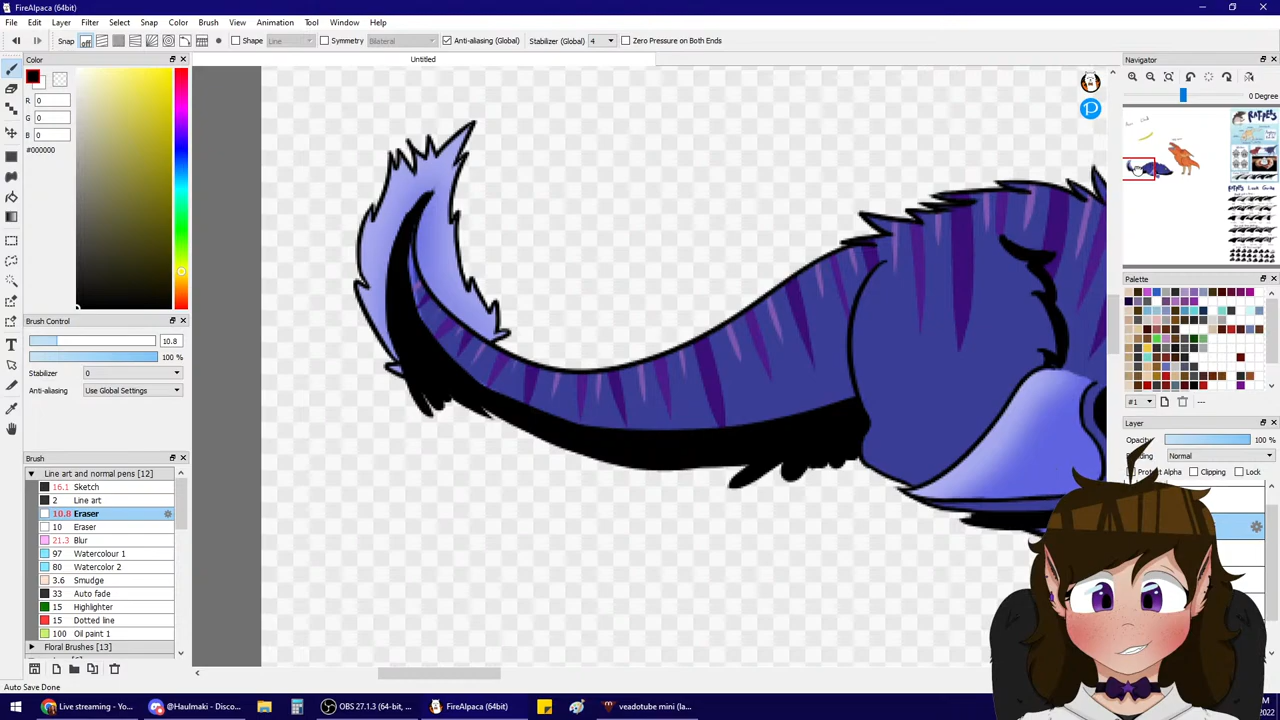 FireAlpaca (64bit)
File Edit Layer Filter Select Snap Color Brush View Animation Tool Window Help
Snap off Shape Line Symmetry Bilateral Anti-aliasing (Global) Stabilizer (Global) 4 Zero Pressure on Both Ends
Color
Untitled
Navigator
R 0
G 0
B 0
#000000
0 Degree
Brush Control
10.8
100 %
Stabilizer 0
Anti-aliasing Use Global Settings
Palette
#1
Layer
Opacity 100 %
Normal
Protect Alpha Clipping Lock
Brush
Line art and normal pens [12]
16.1 Sketch
2 Line art
10.8 Eraser
10 Eraser
21.3 Blur
97 Watercolour 1
80 Watercolor 2
3.6 Smudge
33 Auto fade
15 Highlighter
15 Dotted line
100 Oil paint 1
Floral Brushes [13]
Auto Save Done
Live streaming - Yo...
@Haulmaki - Disco...
OBS 27.1.3 (64-bit, ...
FireAlpaca (64bit)
veadotube mini (la...
2022